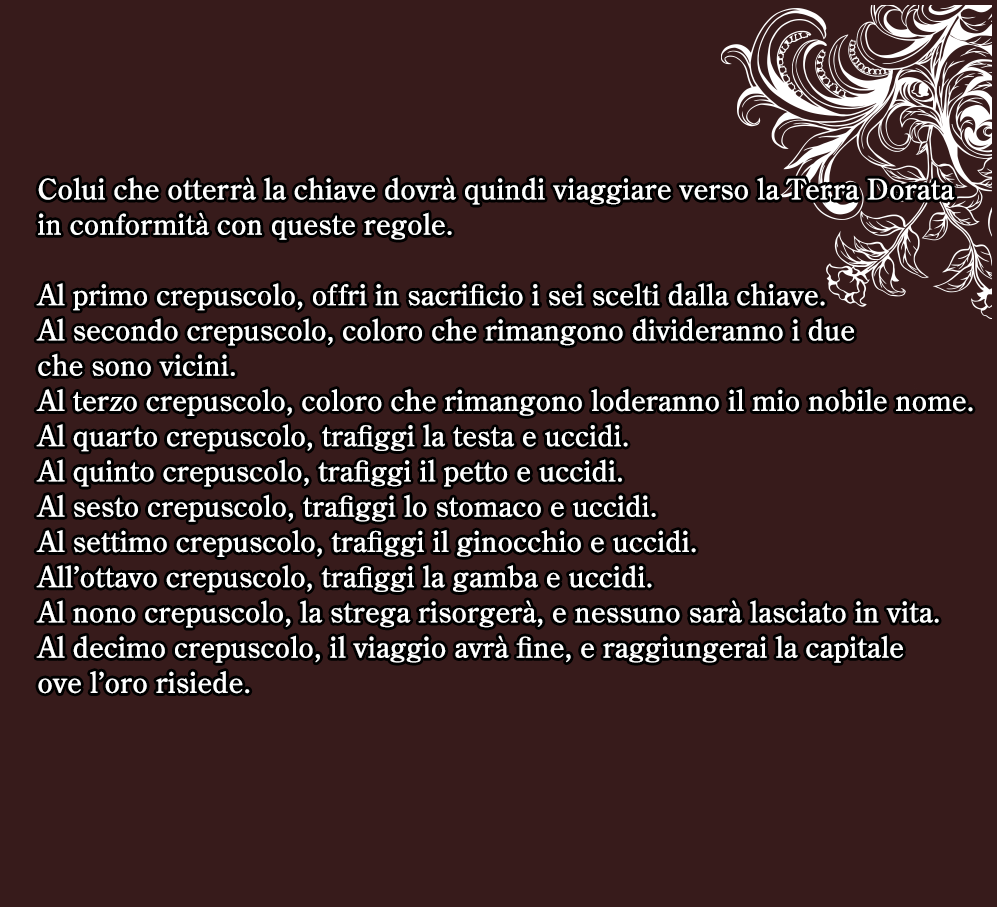 Colui che otterrà la chiave dovrà quindi viaggiare verso la Terra Dorata
in conformità con queste regole.
Al primo crepuscolo, offri in sacrificio i sei scelti dalla chiave.
Al secondo crepuscolo, coloro che rimangono divideranno i due
che sono vicini.
Al terzo crepuscolo, coloro che rimangono loderanno il mio nobile nome.
Al quarto crepuscolo, trafiggi la testa e uccidi.
Al quinto crepuscolo, trafiggi il petto e uccidi.
Al sesto crepuscolo, trafiggi lo stomaco e uccidi.
Al settimo crepuscolo, trafiggi il ginocchio e uccidi.
All'ottavo crepuscolo, trafiggi la gamba e uccidi.
Al nono crepuscolo, la strega risorgerà, e nessuno sarà lasciato in vita.
Al decimo crepuscolo, il viaggio avrà fine, e raggiungerai la capitale
ove l'oro risiede.